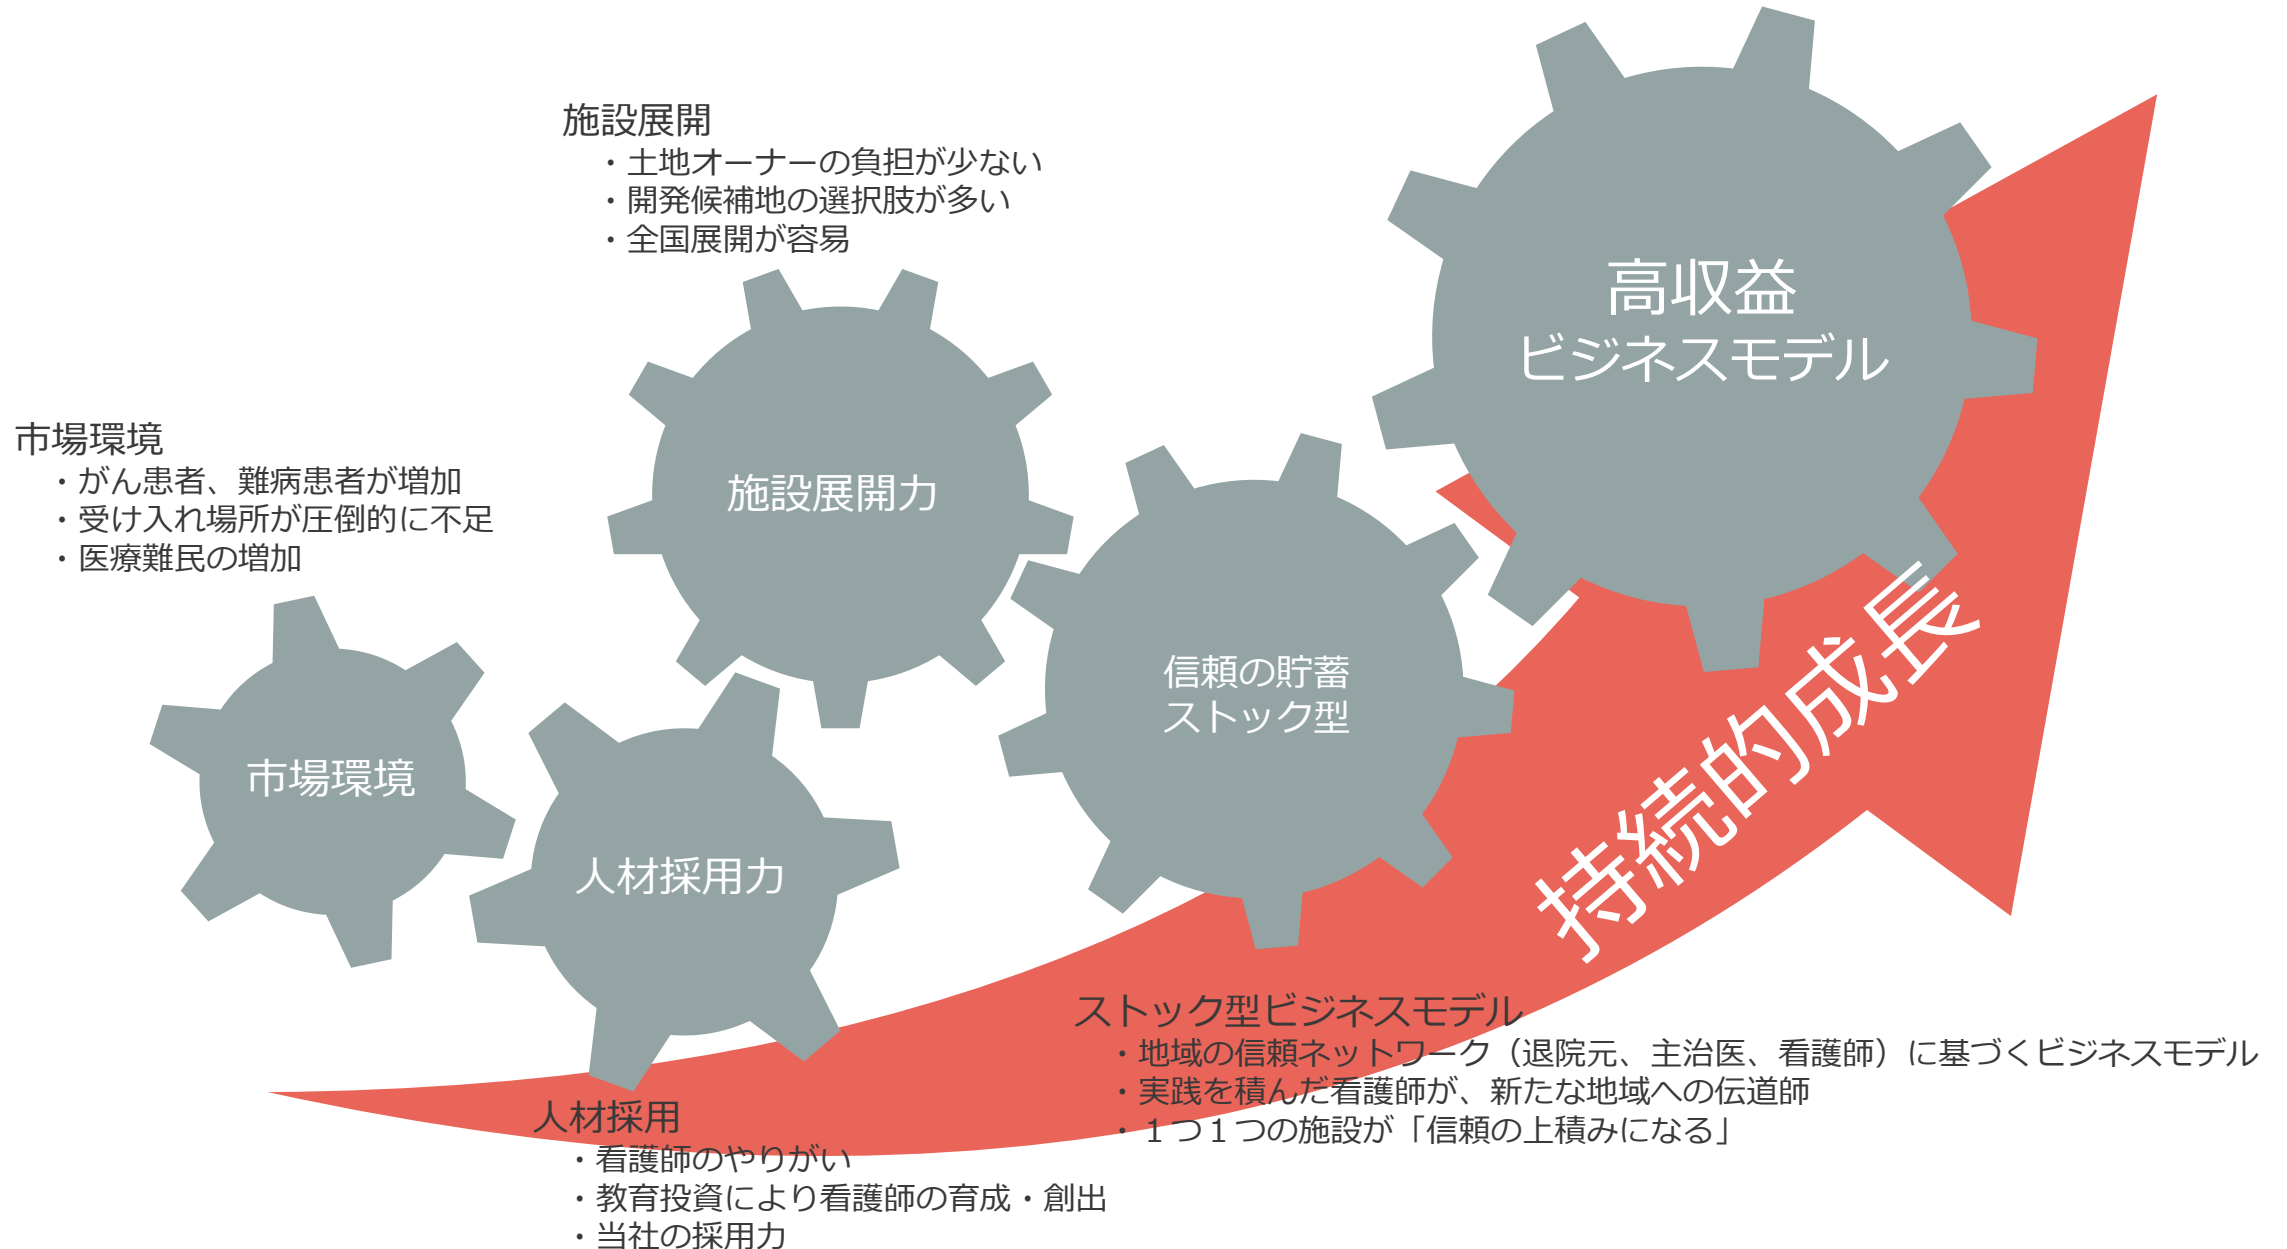 施設展開
・土地オーナーの負担が少ない
・開発候補地の選択肢が多い
・全国展開が容易
高収益
ビジネスモデル
市場環境
・がん患者、難病患者が増加
・受け入れ場所が圧倒的に不足
・医療難民の増加
施設展開力
信頼の貯蓄
ストック型
市場環境
人材採用力
持続的成長
ストック型ビジネスモデル
・地域の信頼ネットワーク（退院元、主治医、看護師）に基づくビジネスモデル
・実践を積んだ看護師が、新たな地域への伝道師
・１つ１つの施設が「信頼の上積みになる」
人材採用
・看護師のやりがい
・教育投資により看護師の育成・創出
・当社の採用力